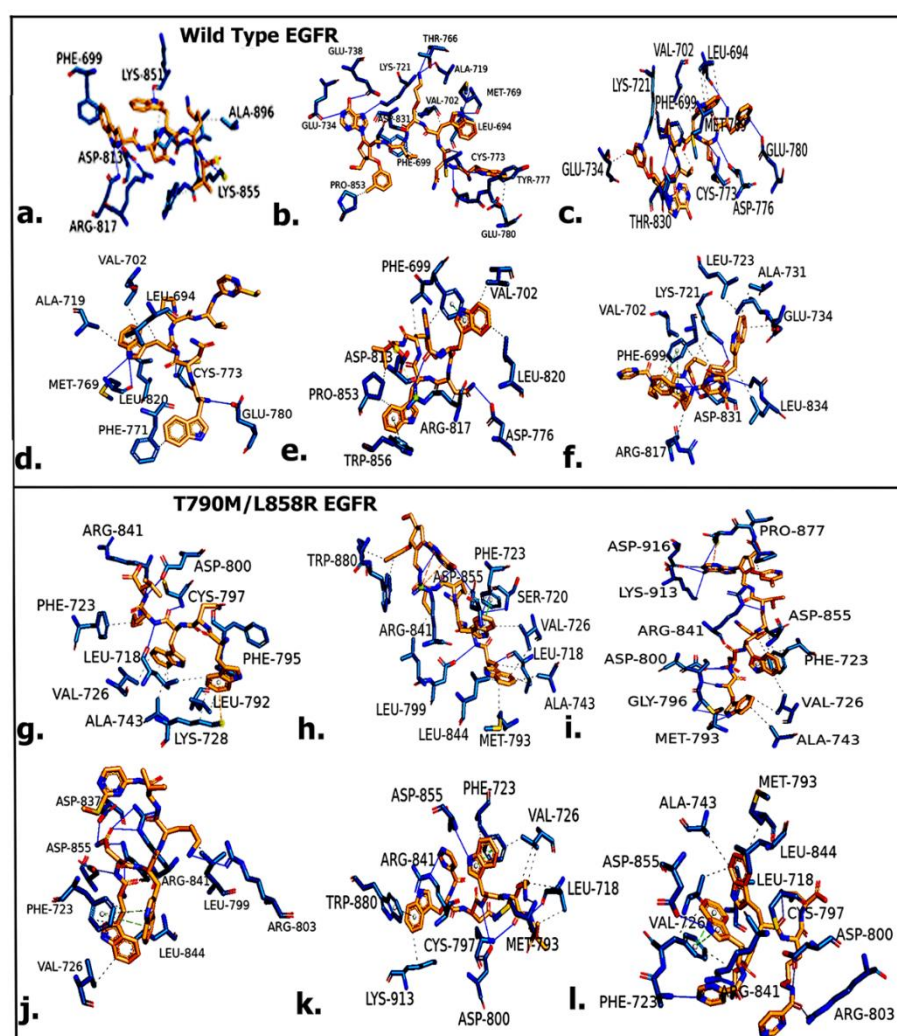 Wild Type EGFR
PHE-699
LYS-851
ALA-896
ASP-813
LYS-855
ARG-817
a.
GLU-738
THR-766
LYS-721
ALA-719
MET-769
VAL-702
GLU-734
ASP-831
LEU-694
PHE-699
CYS-773
PRO-853
TYR-777
GLU-780
b.
VAL-702
LEU-694
LYS-721
PHE-699
MET-769
GLU-734
GLU-780
CYS-773
THR-830
ASP-776
c.
VAL-702
LEU-694
ALA-719
CYS-773
MET-769
LEU-820
GLU-780
PHE-771
d.
PHE-699
VAL-702
ASP-813
LEU-820
PRO-853
ARG-817
ASP-776
TRP-856
e.
LEU-723
ALA-731
LYS-721
VAL-702
GLU-734
PHE-699
LEU-834
ASP-831
ARG-817
f.
T790M/L858R EGFR
ARG-841
ASP-800
CYS-797
PHE-723
LEU-718
PHE-795
VAL-726
LEU-792
ALA-743
LYS-728
g.
TRP-880
PHE-723
ASP-855
SER-720
ARG-841
VAL-726
LEU-718
LEU-799
ALA-743
LEU-844
MET-793
h.
PRO-877
ASP-916
LYS-913
ASP-855
ARG-841
ASP-800
PHE-723
GLY-796
VAL-726
MET-793
ALA-743
i.
ASP-837
ASP-855
ARG-841
PHE-723
LEU-799
LEU-844
ARG-803
VAL-726
j.
PHE-723
ASP-855
VAL-726
ARG-841
TRP-880
LEU-718
CYS-797
MET-793
LYS-913
ASP-800
k.
MET-793
ALA-743
LEU-844
ASP-855
LEU-718
CYS-797
VAL-726
ASP-800
ARG-841
PHE-723
ARG-803
l.